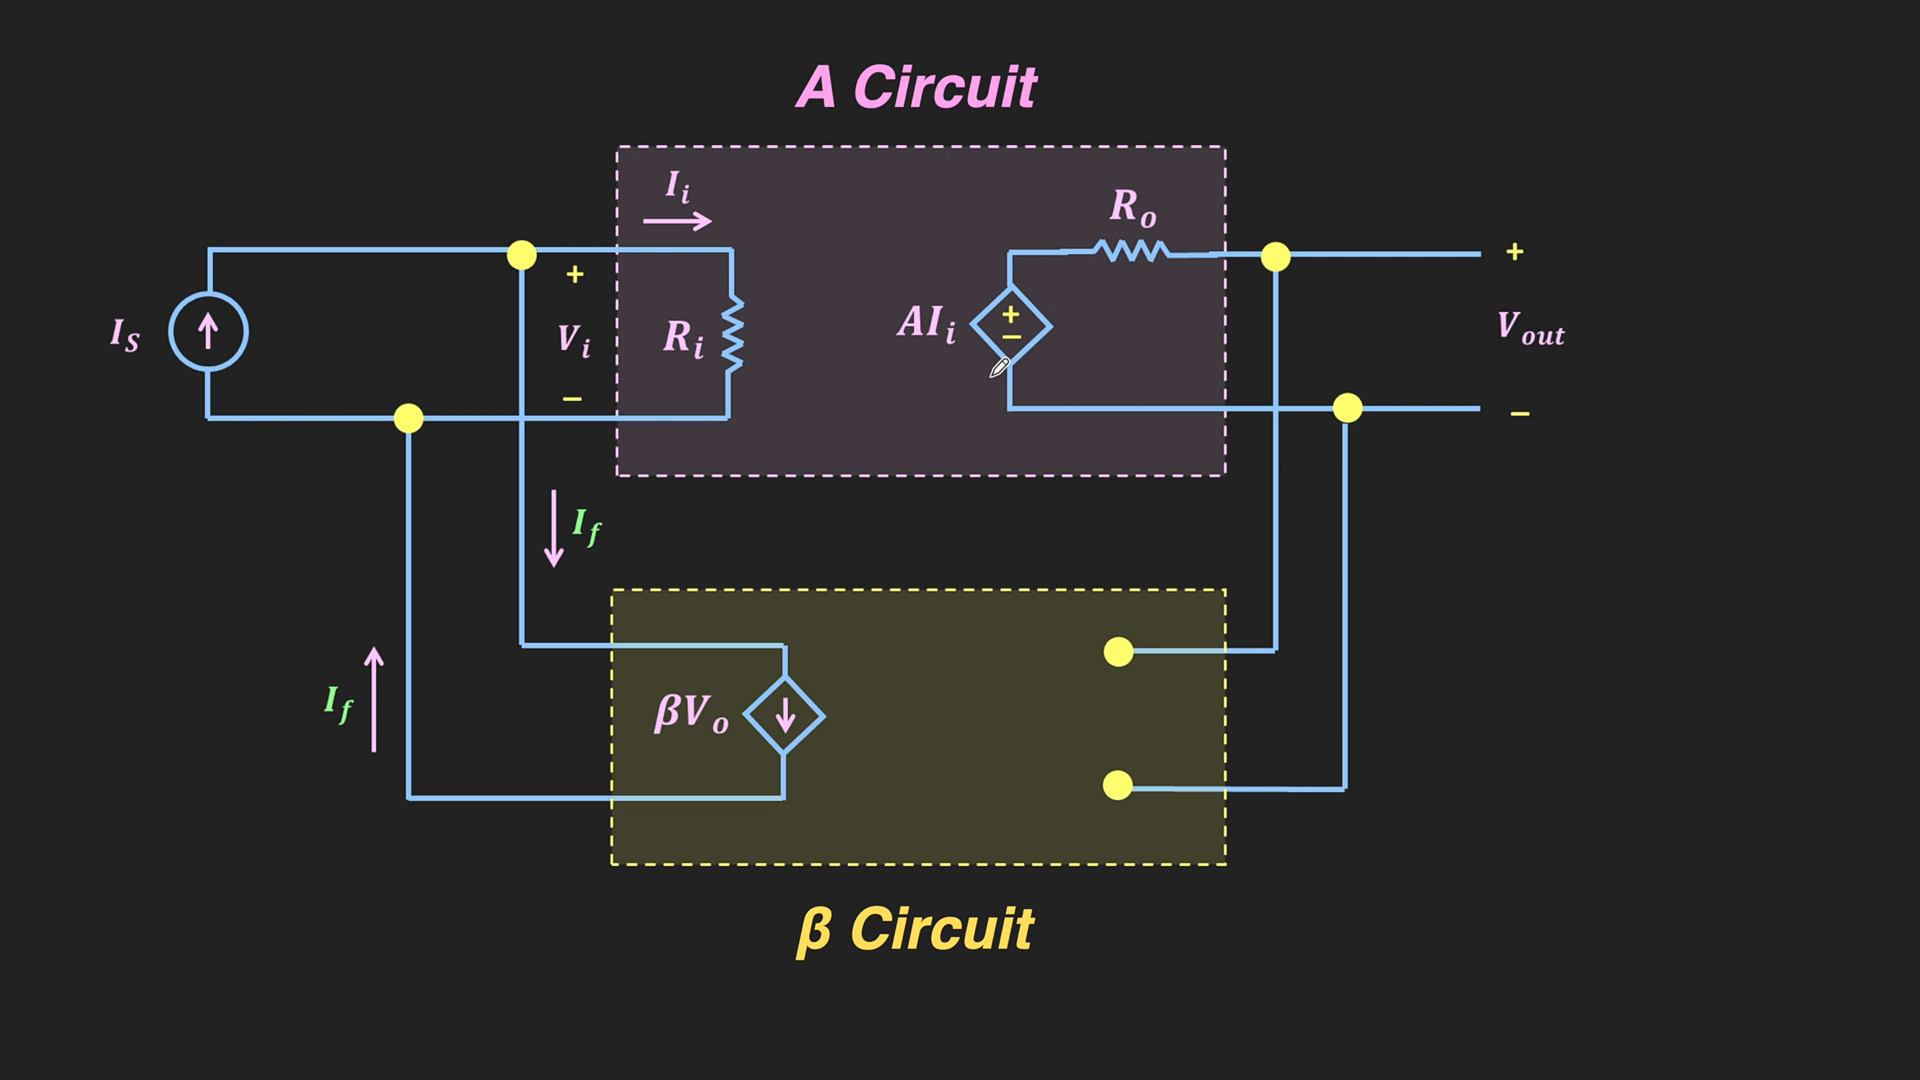 A Circuit
I_i
R_o
+
+
I_S
V_i
R_i
AI_i
+
−
V_out
−
−
I_f
I_f
βV_o
β Circuit